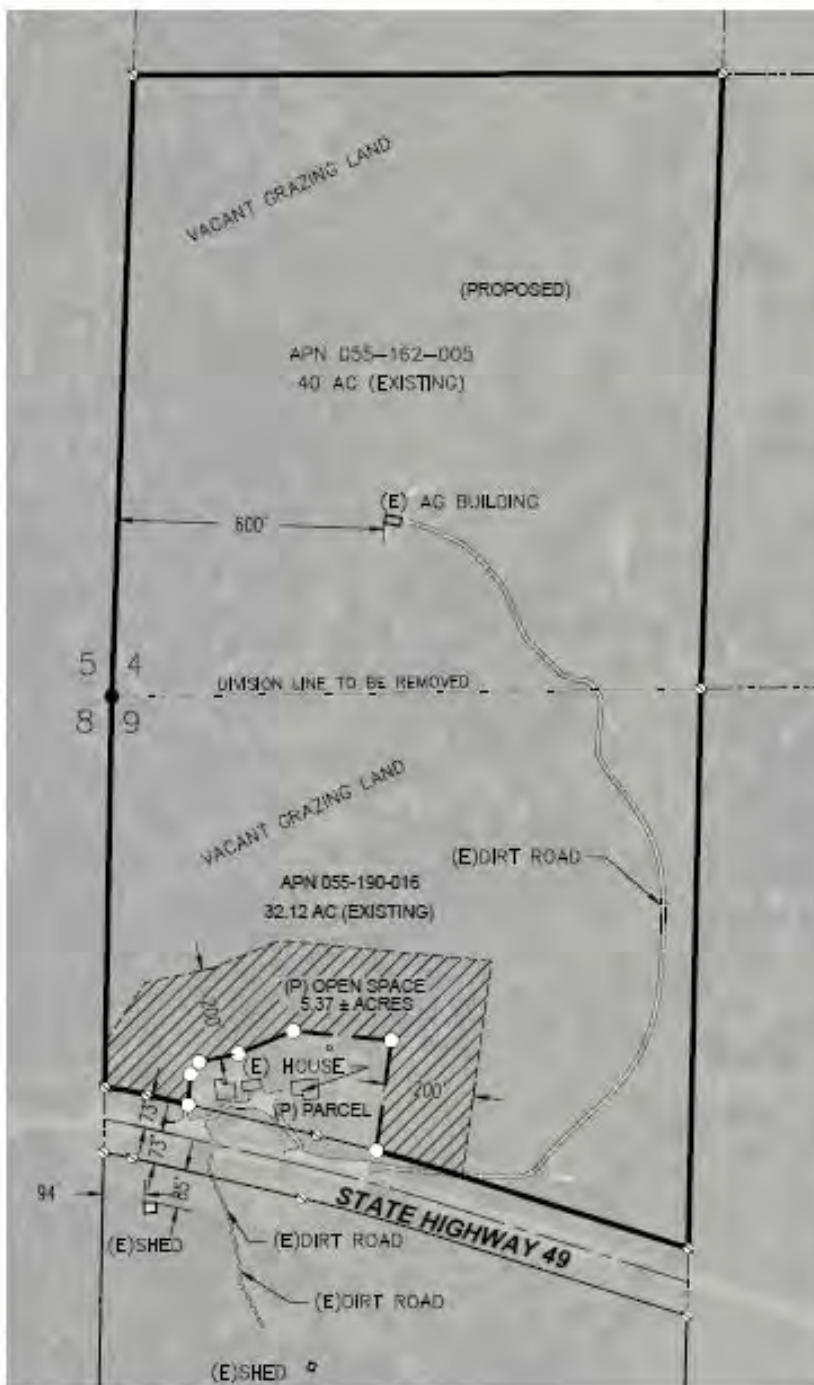 VACANT GRAZING LAND
(PROPOSED)
APN 055-162-005
40 AC (EXISTING)
(E) AG BUILDING
600'
5 4
DIVISION LINE TO BE REMOVED
8 9
VACANT GRAZING LAND
(E)DIRT ROAD
APN 055-190-016
32.12 AC (EXISTING)
(P) OPEN SPACE
5.37 ± ACRES
200'
(E) HOUSE
200'
(P) PARCEL
73'
73'
94'
85'
STATE HIGHWAY 49
(E)SHED
(E)DIRT ROAD
(E)DIRT ROAD
(E)SHED